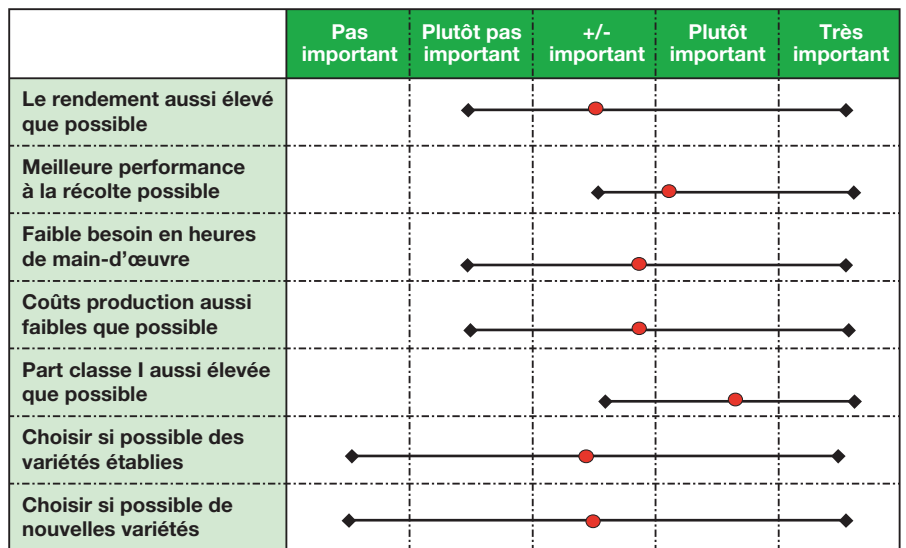 Pas important
Plutôt pas important
+/- important
Plutôt important
Très important
Le rendement aussi élevé
que possible
Meilleure performance
à la récolte possible
Faible besoin en heures
de main-d'œuvre
Coûts production aussi
faibles que possible
Part classe I aussi élevée
que possible
Choisir si possible des
variétés établies
Choisir si possible de
nouvelles variétés